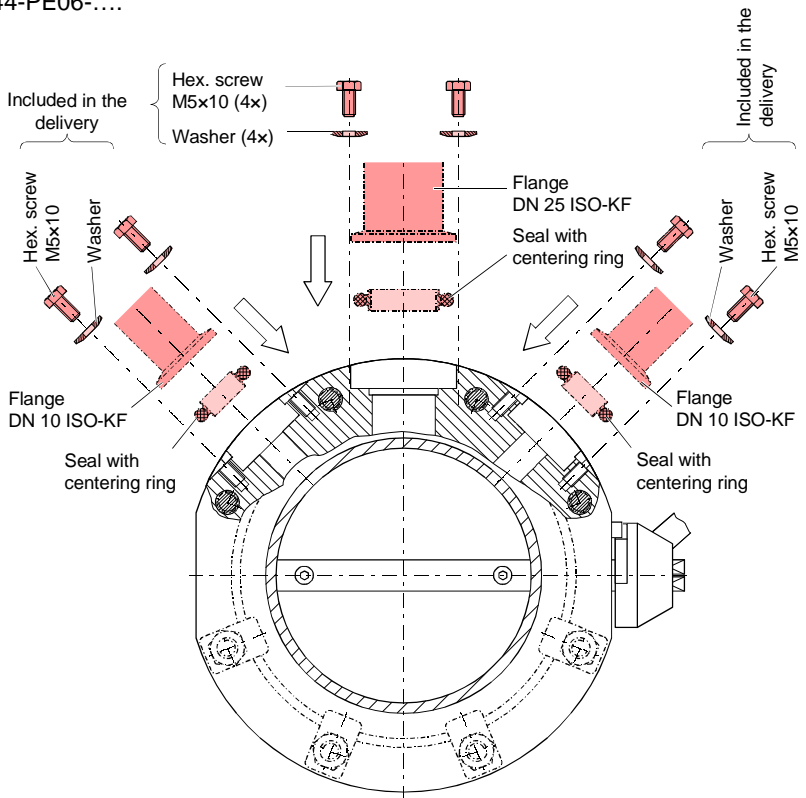 44-PE06-....
Hex. screw
M5×10 (4×)
Washer (4×)
Included in the
delivery
Hex. screw
M5×10
Washer
Flange
DN 25 ISO-KF
Seal with
centering ring
Included in the
delivery
Washer
Hex. screw
M5×10
Flange
DN 10 ISO-KF
Seal with
centering ring
Flange
DN 10 ISO-KF
Seal with
centering ring